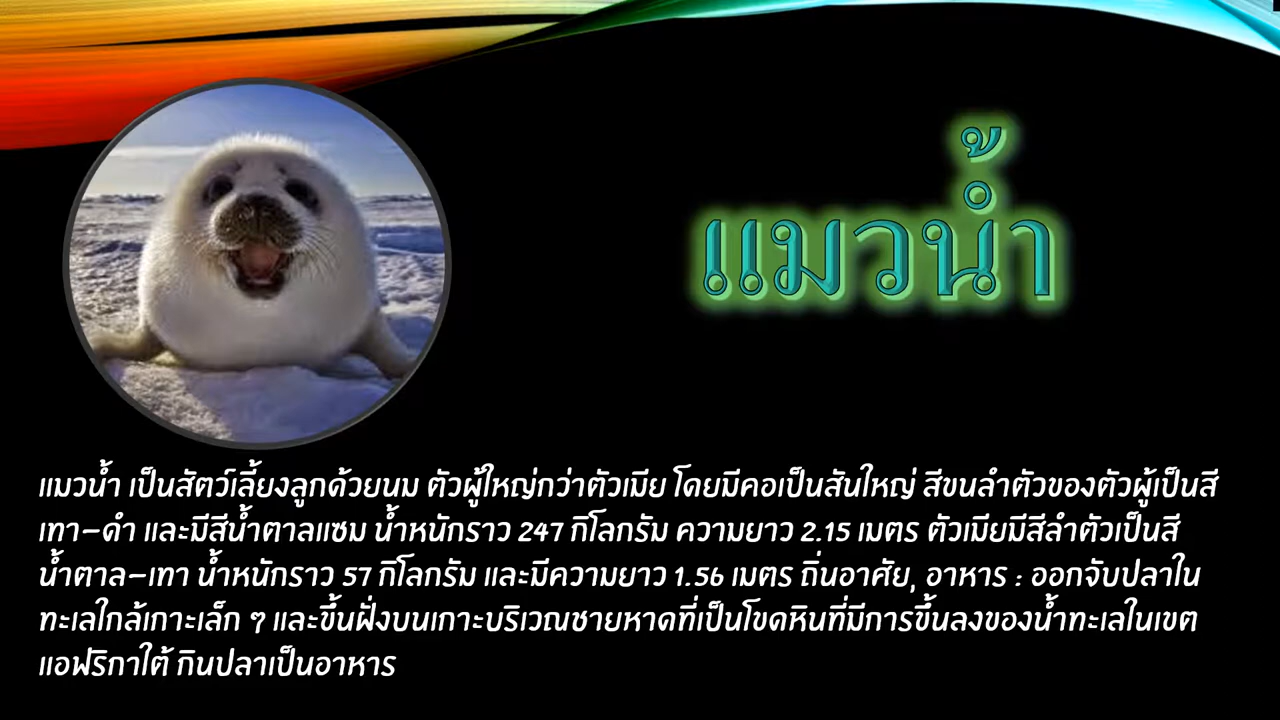 แมวน้ำ
แมวน้ำ เป็นสัตว์เลี้ยงลูกด้วยนม ตัวผู้ใหญ่กว่าตัวเมีย โดยมีคอเป็นสันใหญ่ สีขนลำตัวของตัวผู้เป็นสี
เทา–ดำ และมีสีน้ำตาลแซม น้ำหนักราว 247 กิโลกรัม ความยาว 2.15 เมตร ตัวเมียมีสีลำตัวเป็นสี
น้ำตาล–เทา น้ำหนักราว 57 กิโลกรัม และมีความยาว 1.56 เมตร ถิ่นอาศัย, อาหาร : ออกจับปลาใน
ทะเลใกล้เกาะเล็ก ๆ และขึ้นฝั่งบนเกาะบริเวณชายหาดที่เป็นโขดหินที่มีการขึ้นลงของน้ำทะเลในเขต
แอฟริกาใต้ กินปลาเป็นอาหาร